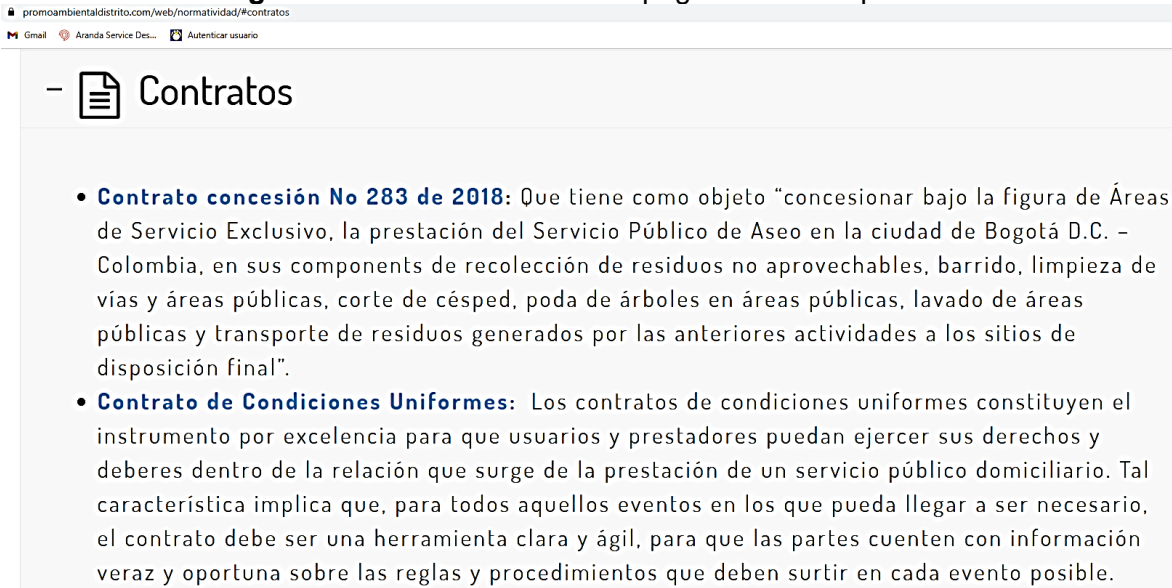 promoambientaldistrito.com/web/normatividad/#contratos
Gmail Aranda Service Des... Autenticar usuario
– Contratos
• Contrato concesión No 283 de 2018: Que tiene como objeto “concesionar bajo la figura de Áreas
de Servicio Exclusivo, la prestación del Servicio Público de Aseo en la ciudad de Bogotá D.C. –
Colombia, en sus components de recolección de residuos no aprovechables, barrido, limpieza de
vías y áreas públicas, corte de césped, poda de árboles en áreas públicas, lavado de áreas
públicas y transporte de residuos generados por las anteriores actividades a los sitios de
disposición final”.
• Contrato de Condiciones Uniformes: Los contratos de condiciones uniformes constituyen el
instrumento por excelencia para que usuarios y prestadores puedan ejercer sus derechos y
deberes dentro de la relación que surge de la prestación de un servicio público domiciliario. Tal
característica implica que, para todos aquellos eventos en los que pueda llegar a ser necesario,
el contrato debe ser una herramienta clara y ágil, para que las partes cuenten con información
veraz y oportuna sobre las reglas y procedimientos que deben surtir en cada evento posible.